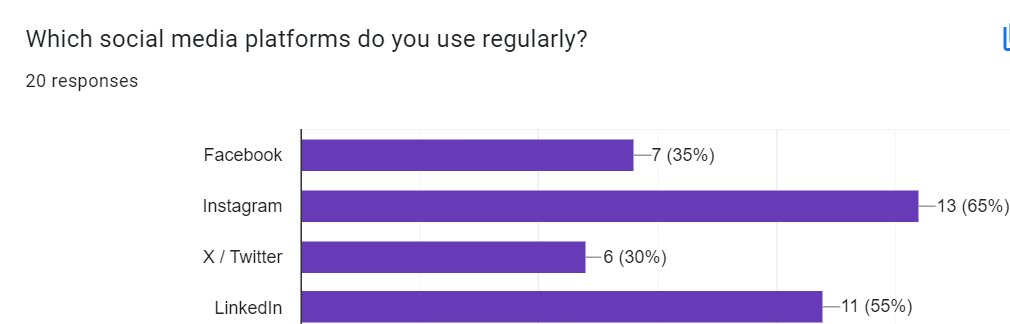 Which social media platforms do you use regularly?
20 responses
Facebook 7 (35%)
Instagram 13 (65%)
X / Twitter 6 (30%)
LinkedIn 11 (55%)